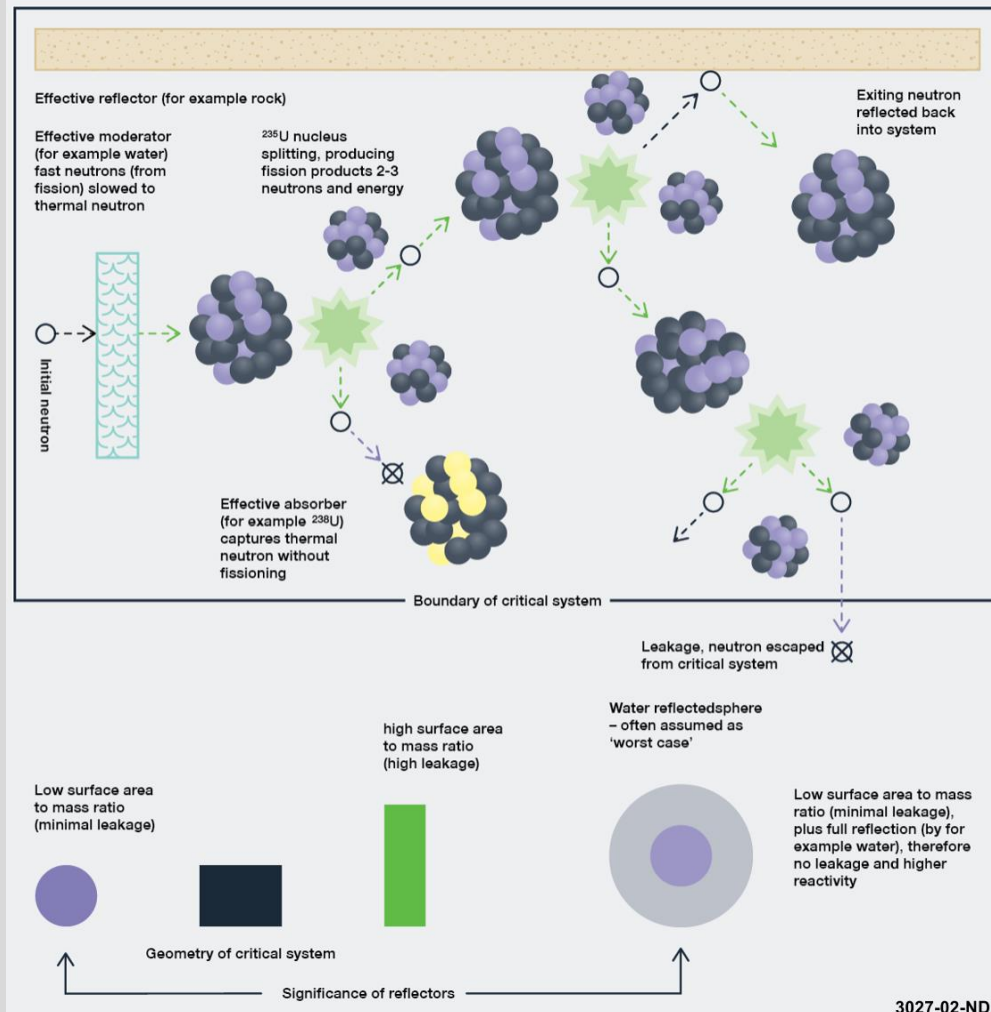 Effective reflector (for example rock)
Effective moderator
(for example water)
fast neutrons (from
fission) slowed to
thermal neutron
²³⁵U nucleus
splitting, producing
fission products 2-3
neutrons and energy
Exiting neutron
reflected back
into system
Initial neutron
Effective absorber
(for example ²³⁸U)
captures thermal
neutron without
fissioning
Boundary of critical system
Leakage, neutron escaped
from critical system
Low surface area
to mass ratio
(minimal leakage)
high surface area
to mass ratio
(high leakage)
Water reflectedsphere
– often assumed as
‘worst case’
Low surface area to mass
ratio (minimal leakage),
plus full reflection (by for
example water), therefore
no leakage and higher
reactivity
Geometry of critical system
Significance of reflectors
3027-02-ND